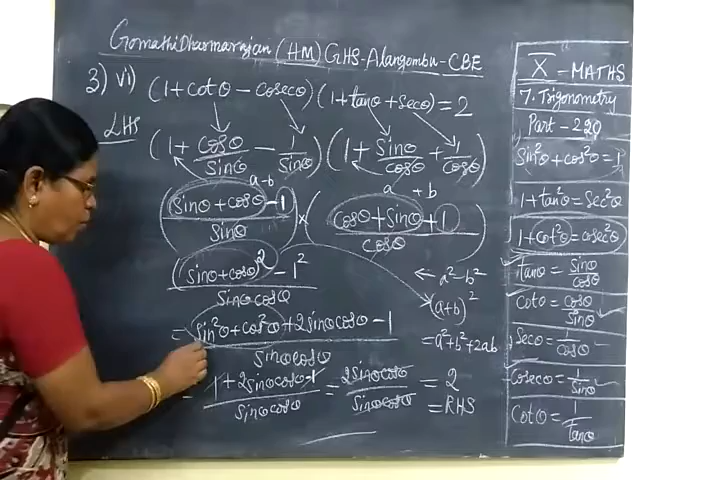 Gomathi Dharmarajan (HM) GHS-Alangombu-CBE
3) vi) (1+cotθ - cosecθ)(1+tanθ+secθ) = 2
LHS
(1 + cosθ/sinθ - 1/sinθ)(1 + sinθ/cosθ + 1/cosθ)
a-b
a + b
(sinθ+cosθ-1)/sinθ × (cosθ+sinθ+1)/cosθ
((sinθ+cosθ)² - 1²)/sinθcosθ
← a²-b²
(a+b)²
= (sin²θ+cos²θ+2sinθcosθ-1)/sinθcosθ
= a²+b²+2ab
= (1+2sinθcosθ-1)/sinθcosθ = 2sinθcosθ/sinθcosθ = 2
= RHS
X - MATHS
7. Trigonometry
Part - 220
sin²θ+cos²θ=1
1+tan²θ=sec²θ
1+cot²θ=cosec²θ
tanθ = sinθ/cosθ
cotθ = cosθ/sinθ
secθ = 1/cosθ
cosecθ = 1/sinθ
cotθ = 1/tanθ